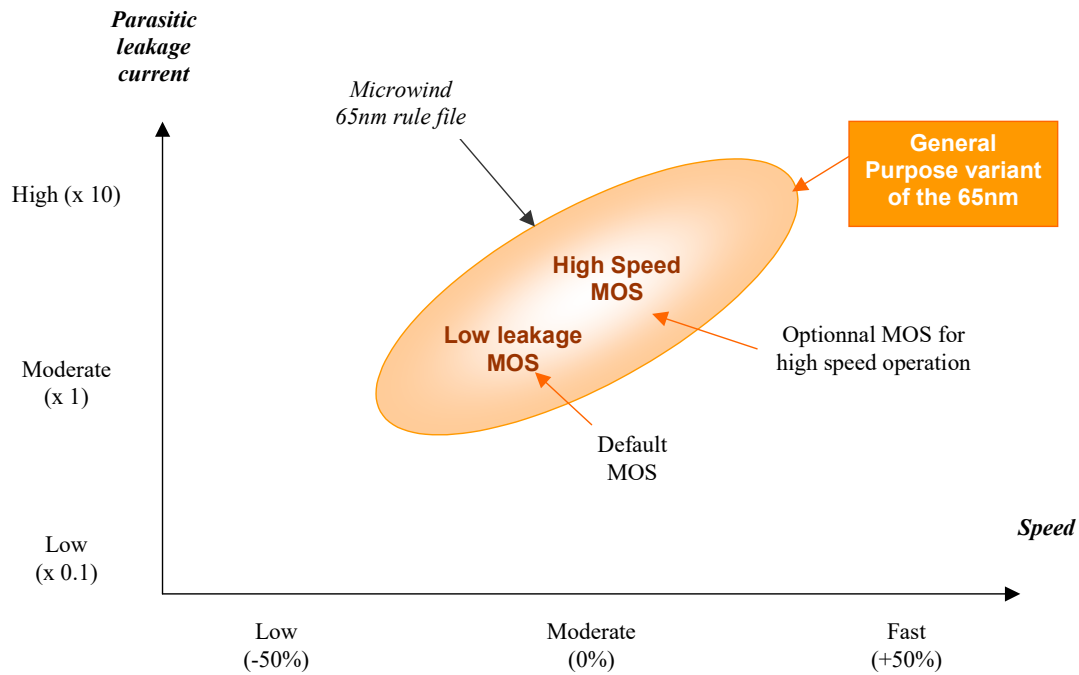 Parasitic
leakage
current
Microwind
65nm rule file
General
Purpose variant
of the 65nm
High (x 10)
High Speed
MOS
Low leakage
MOS
Optionnal MOS for
high speed operation
Moderate
(x 1)
Default
MOS
Speed
Low
(x 0.1)
Low
(-50%)
Moderate
(0%)
Fast
(+50%)